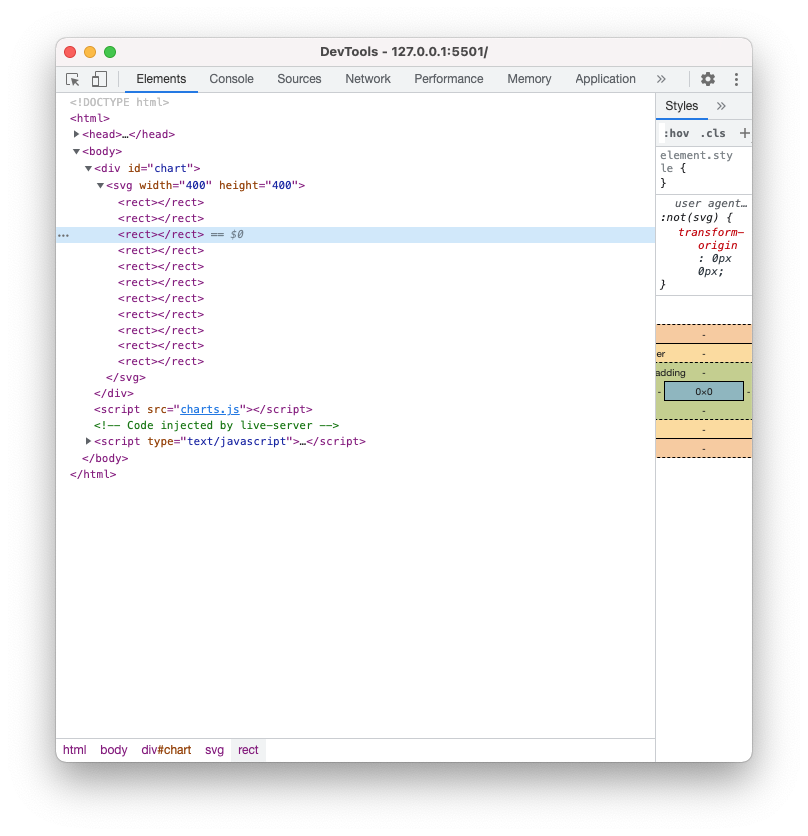 DevTools - 127.0.0.1:5501/
Elements Console Sources Network Performance Memory Application »
<!DOCTYPE html>
<html>
<head>…</head>
<body>
<div id="chart">
<svg width="400" height="400">
<rect></rect>
<rect></rect>
… <rect></rect> == $0
<rect></rect>
<rect></rect>
<rect></rect>
<rect></rect>
<rect></rect>
<rect></rect>
<rect></rect>
<rect></rect>
</svg>
</div>
<script src="charts.js"></script>
<!-- Code injected by live-server -->
<script type="text/javascript">…</script>
</body>
</html>
html body div#chart svg rect
Styles »
:hov .cls +
element.sty
le {
}
user agent…
:not(svg) {
transform-
origin
: 0px
0px;
}
-
er -
adding -
- 0×0 -
-
-
-